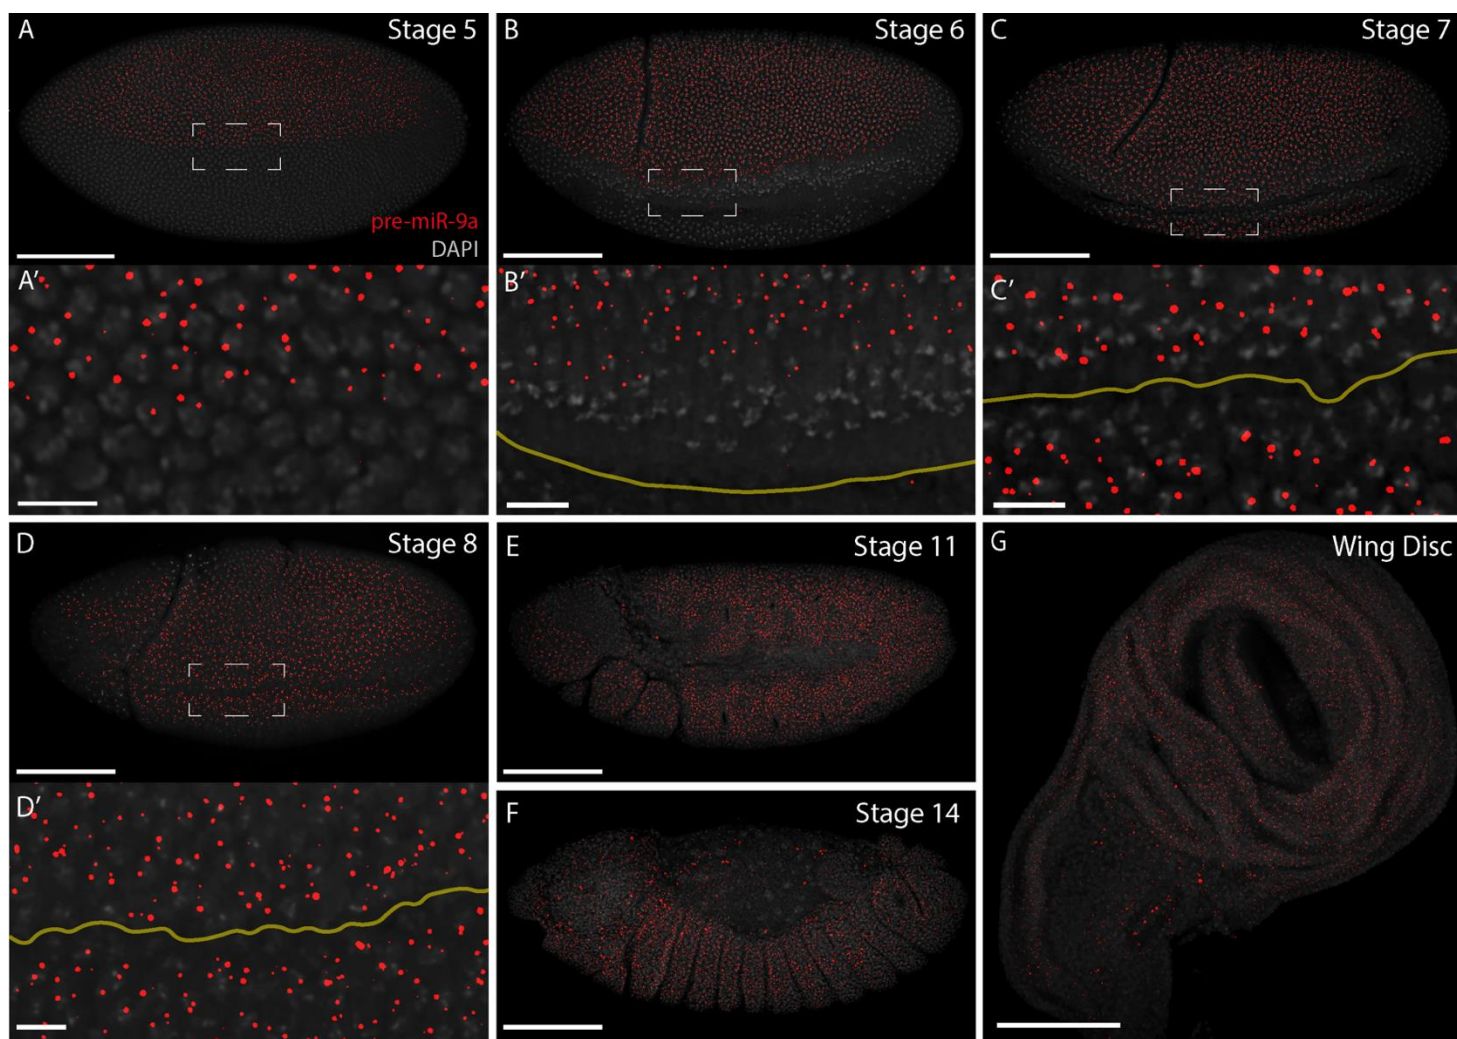 A Stage 5
pre-miR-9a
DAPI
A′
B Stage 6
B′
C Stage 7
C′
D Stage 8
D′
E Stage 11
F Stage 14
G Wing Disc